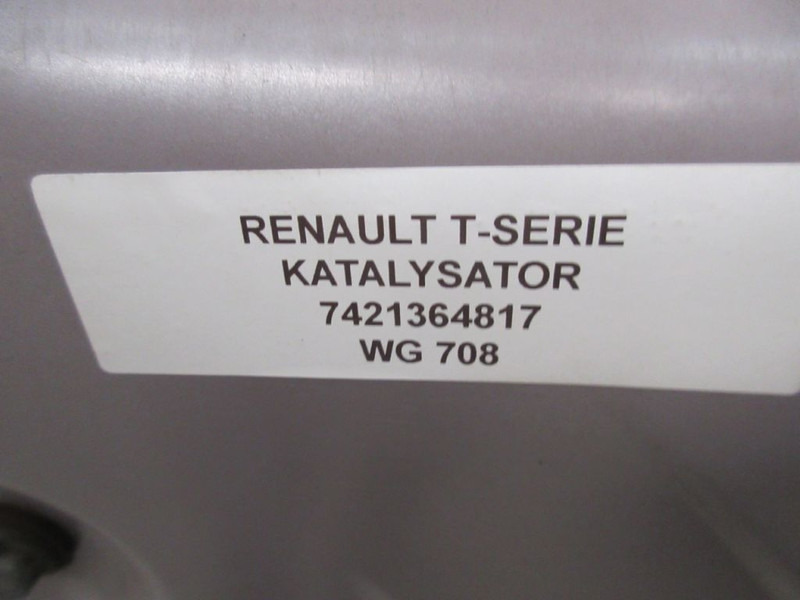 RENAULT T-SERIE
KATALYSATOR
7421364817
WG 708